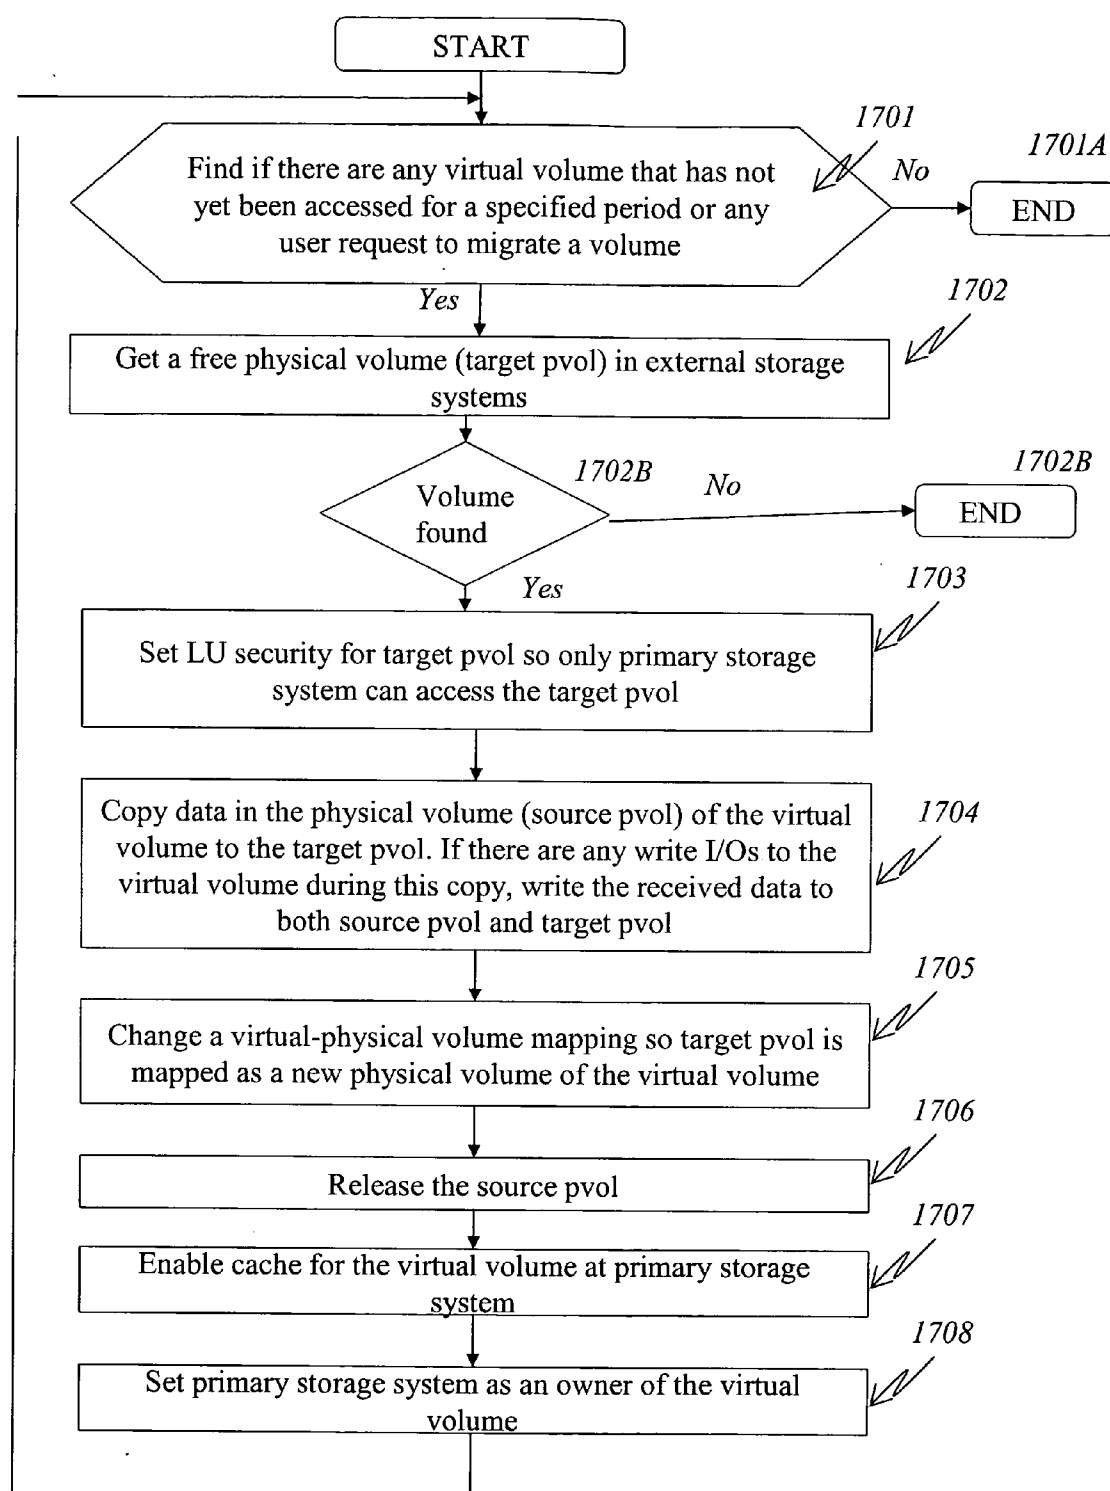 START
1701
Find if there are any virtual volume that has not
yet been accessed for a specified period or any
user request to migrate a volume
No
1701A
END
Yes
1702
Get a free physical volume (target pvol) in external storage
systems
1702B
Volume
found
No
1702B
END
Yes
1703
Set LU security for target pvol so only primary storage
system can access the target pvol
1704
Copy data in the physical volume (source pvol) of the virtual
volume to the target pvol. If there are any write I/Os to the
virtual volume during this copy, write the received data to
both source pvol and target pvol
1705
Change a virtual-physical volume mapping so target pvol is
mapped as a new physical volume of the virtual volume
1706
Release the source pvol
1707
Enable cache for the virtual volume at primary storage
system
1708
Set primary storage system as an owner of the virtual
volume